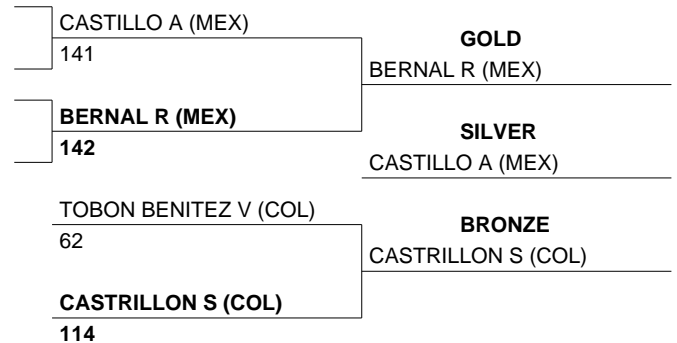 CASTILLO A (MEX)
141
GOLD
BERNAL R (MEX)
BERNAL R (MEX)
142
SILVER
CASTILLO A (MEX)
TOBON BENITEZ V (COL)
62
BRONZE
CASTRILLON S (COL)
CASTRILLON S (COL)
114